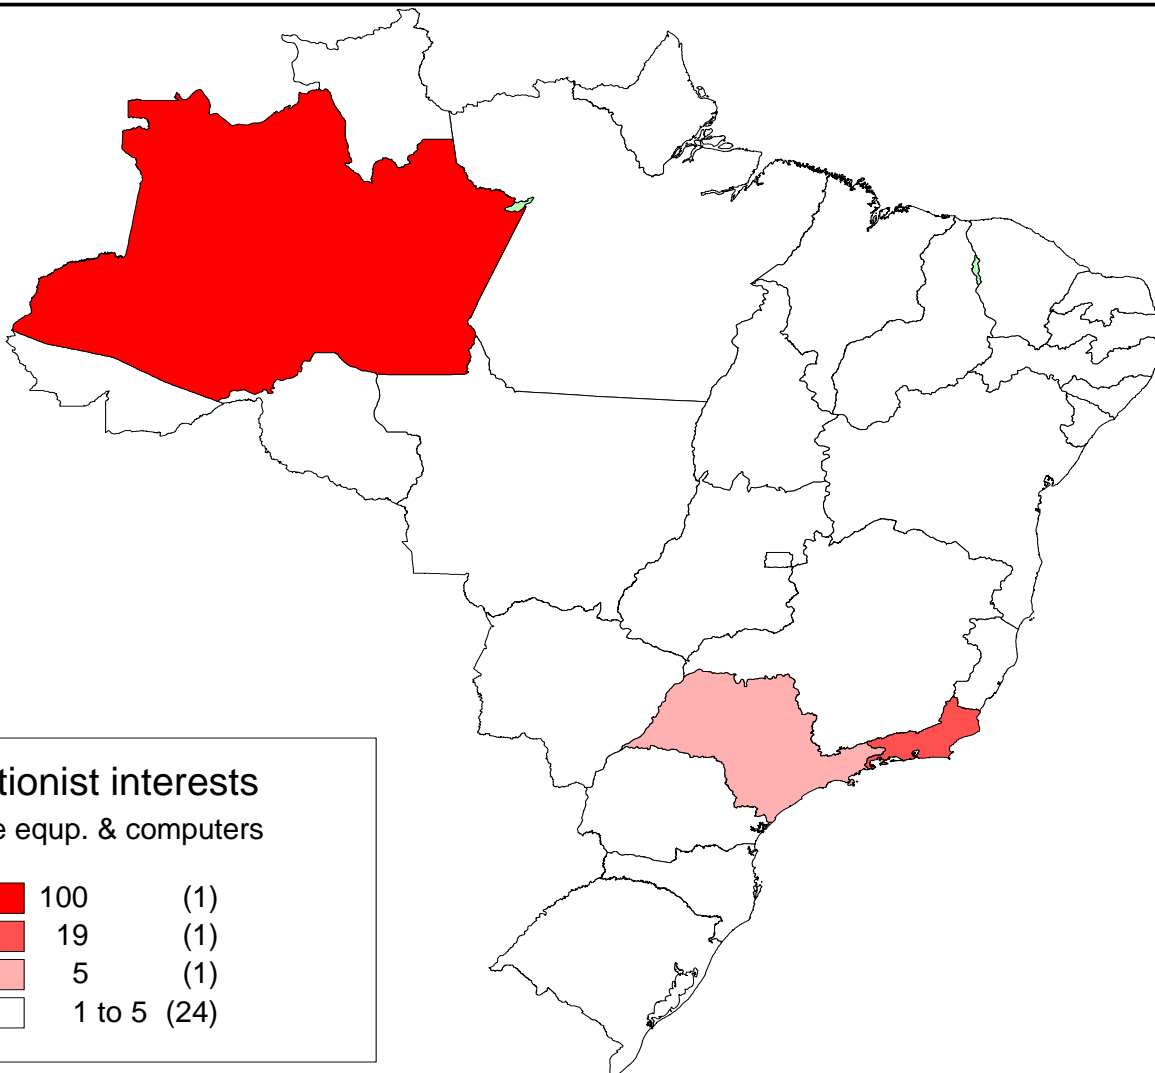 tionist interests
e equp. & computers
100 (1)
19 (1)
5 (1)
1 to 5 (24)